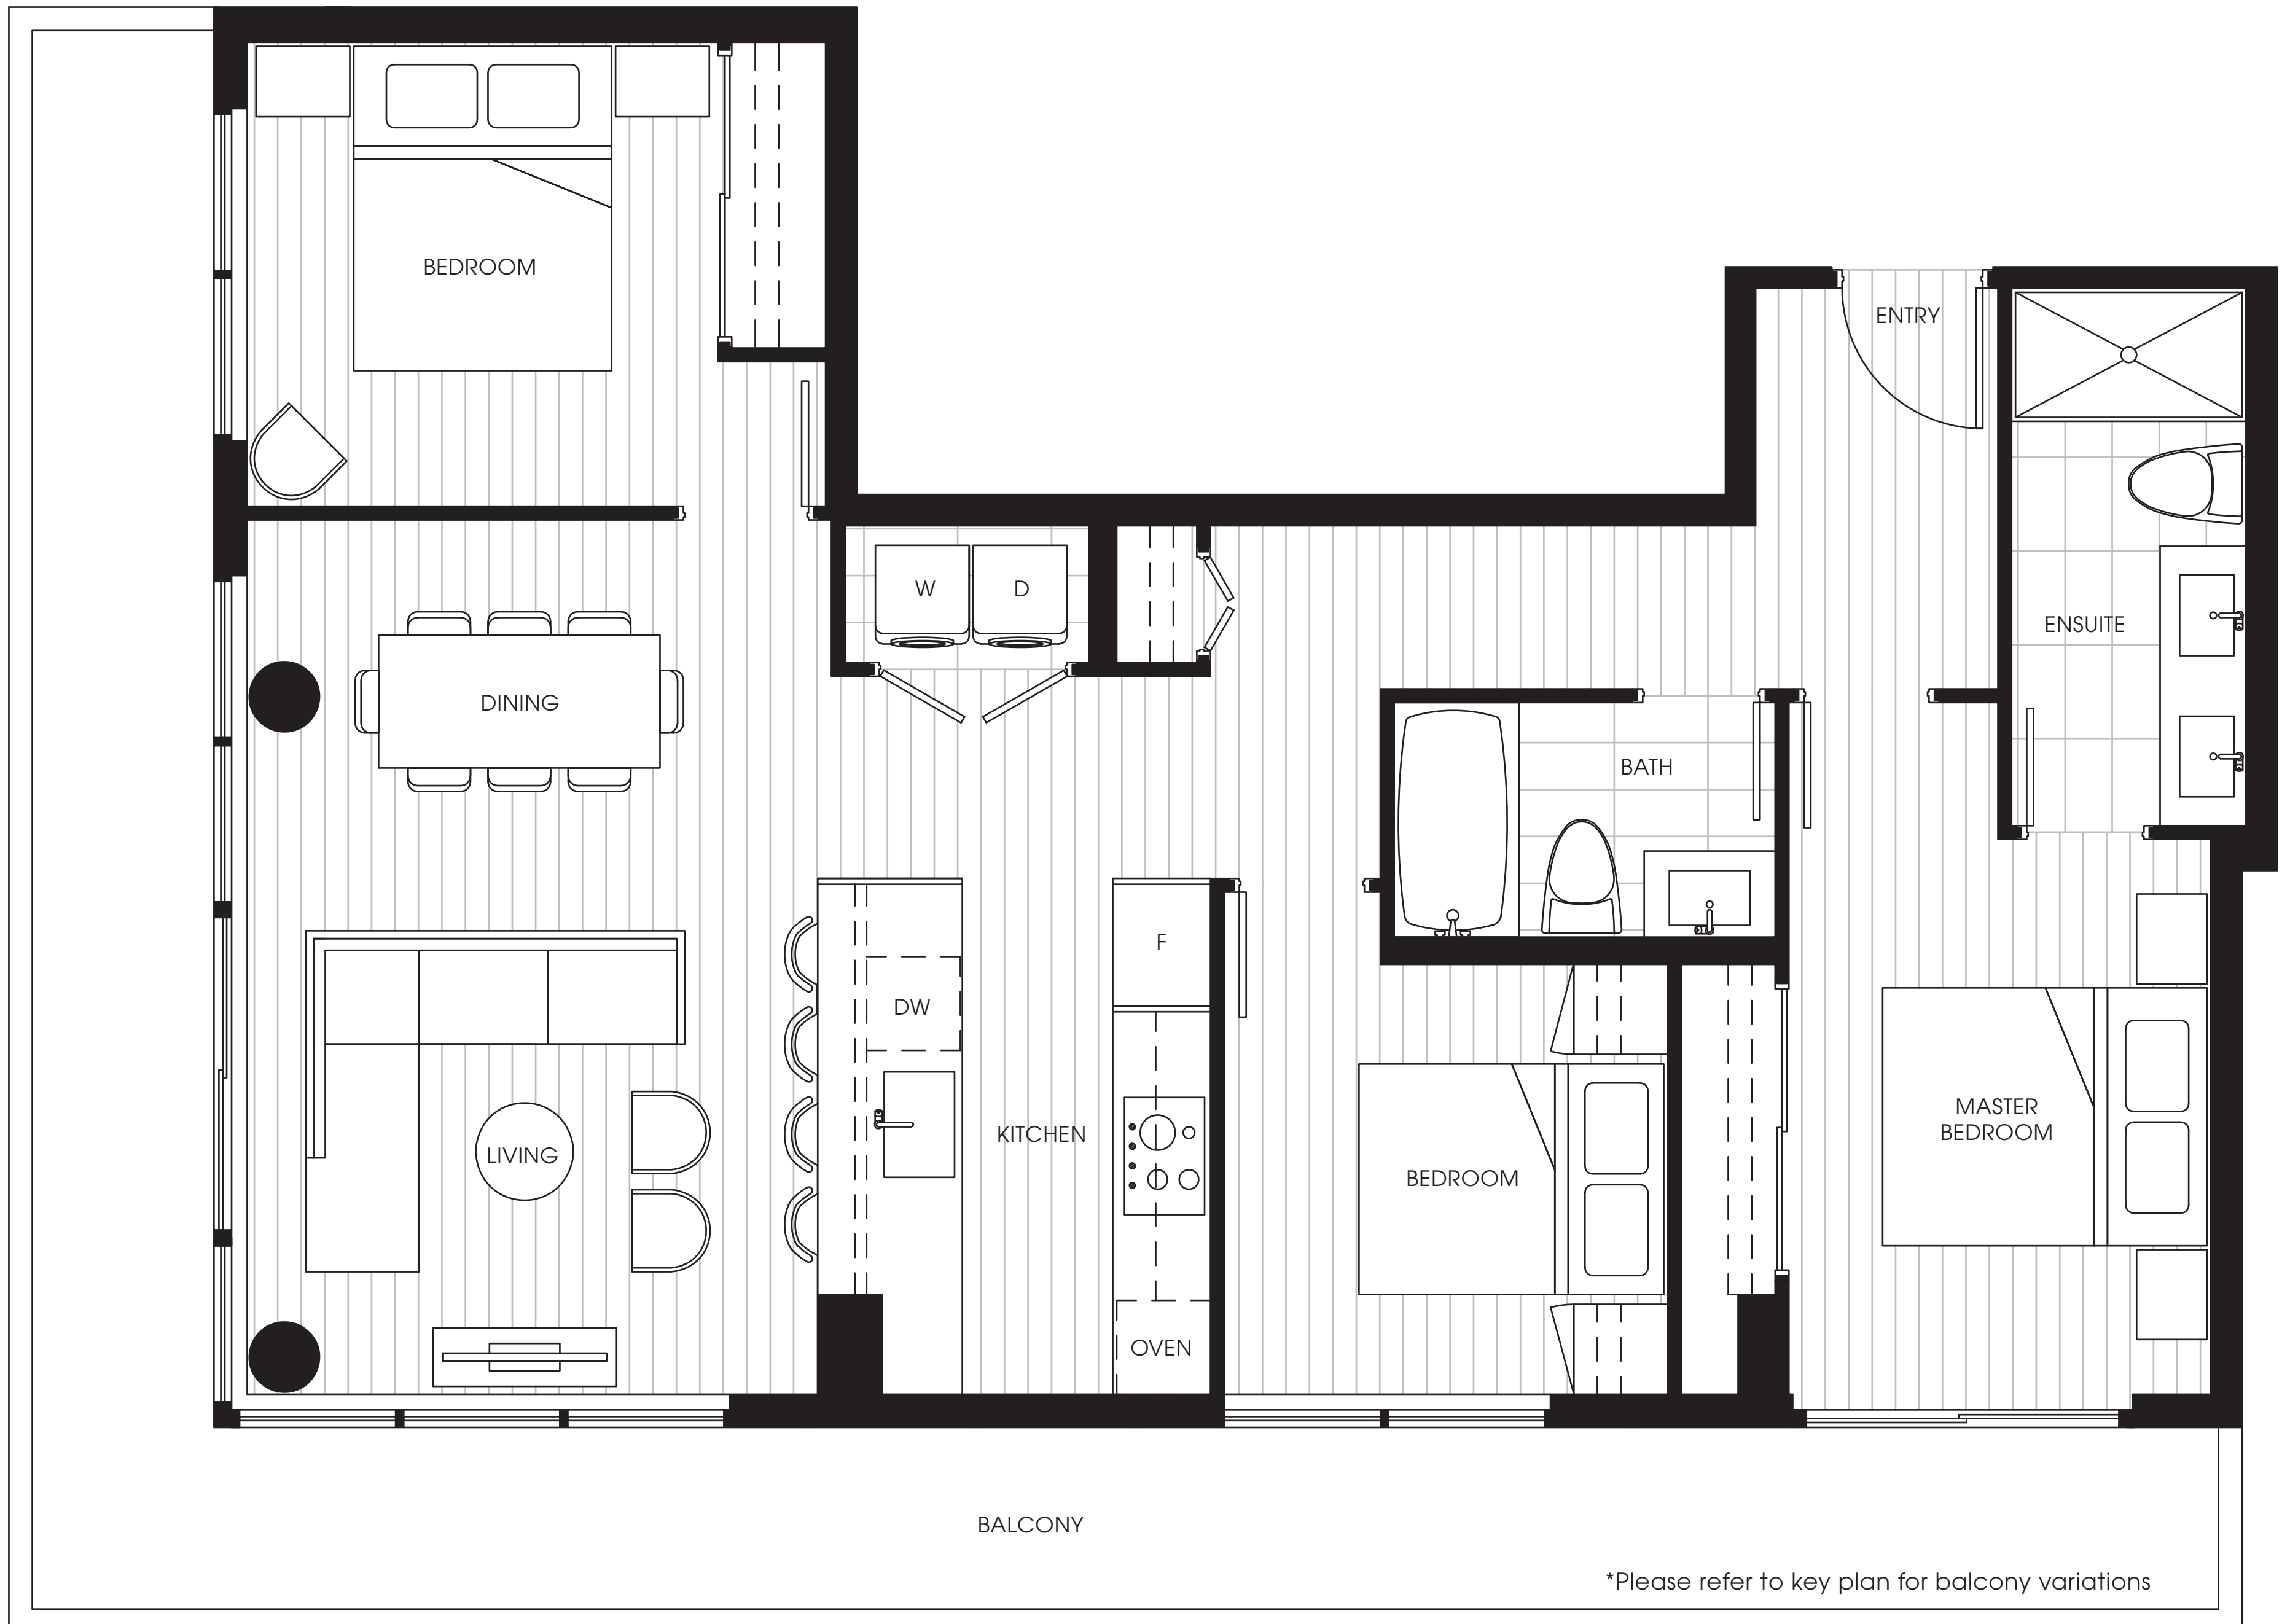 BEDROOM
ENTRY
W
D
ENSUITE
DINING
BATH
F
DW
KITCHEN
LIVING
MASTER
BEDROOM
BEDROOM
OVEN
BALCONY
*Please refer to key plan for balcony variations